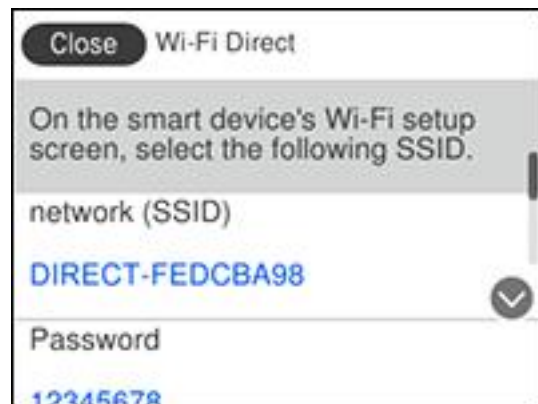 Close Wi-Fi Direct
On the smart device's Wi-Fi setup
screen, select the following SSID.
network (SSID)
DIRECT-FEDCBA98
Password
12345678